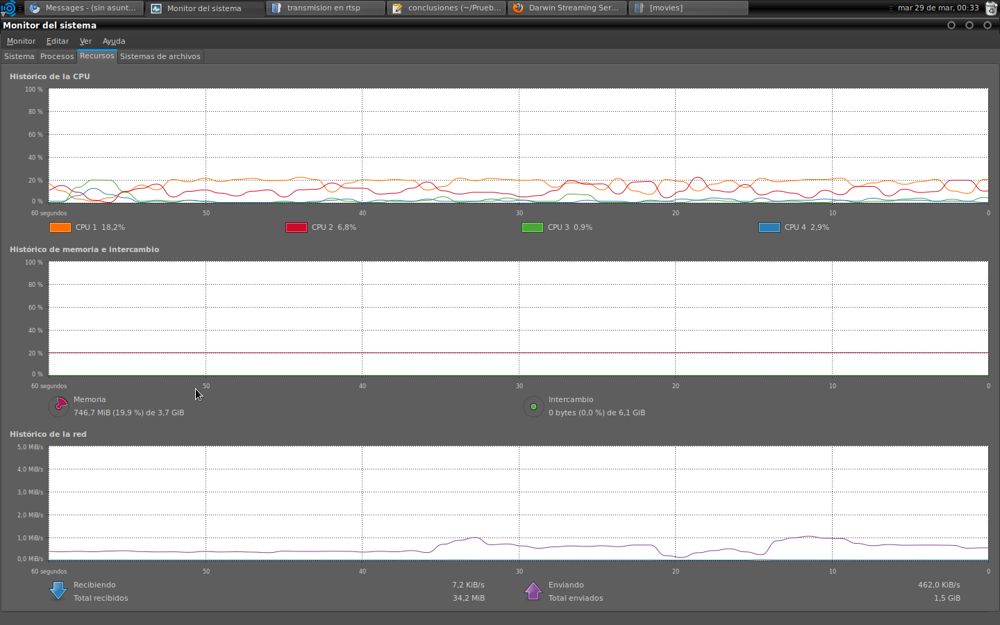 Messages - (sin asunt... Monitor del sistema transmision en rtsp conclusiones (~/Prueb... Darwin Streaming Ser... [movies] mar 29 de mar, 00:33
Monitor del sistema
Monitor Editar Ver Ayuda
Sistema Procesos Recursos Sistemas de archivos
Histórico de la CPU
100 %
80 %
60 %
40 %
20 %
0 %
60 segundos 50 40 30 20 10 0
CPU 1 18,2% CPU 2 6,8% CPU 3 0,9% CPU 4 2,9%
Histórico de memoria e intercambio
100 %
80 %
60 %
40 %
20 %
0 %
60 segundos 50 40 30 20 10 0
Memoria Intercambio
746,7 MiB (19,9 %) de 3,7 GiB 0 bytes (0,0 %) de 6,1 GiB
Histórico de la red
5,0 MiB/s
4,0 MiB/s
3,0 MiB/s
2,0 MiB/s
1,0 MiB/s
0,0 MiB/s
60 segundos 50 40 30 20 10 0
Recibiendo 7,2 KiB/s Enviando 462,0 KiB/s
Total recibidos 34,2 MiB Total enviados 1,5 GiB